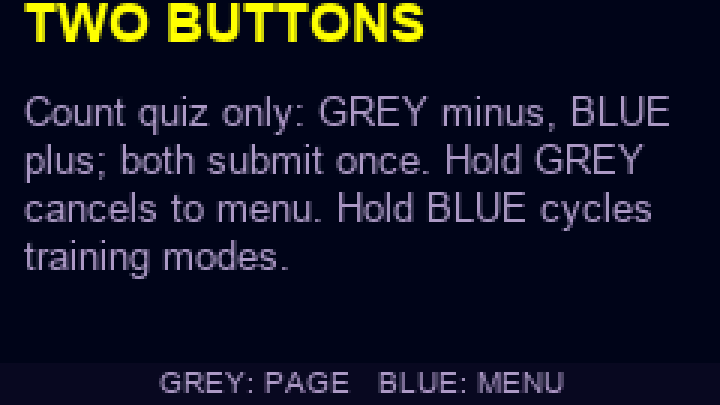 TWO BUTTONS
Count quiz only: GREY minus, BLUE
plus; both submit once. Hold GREY
cancels to menu. Hold BLUE cycles
training modes.
GREY: PAGE BLUE: MENU